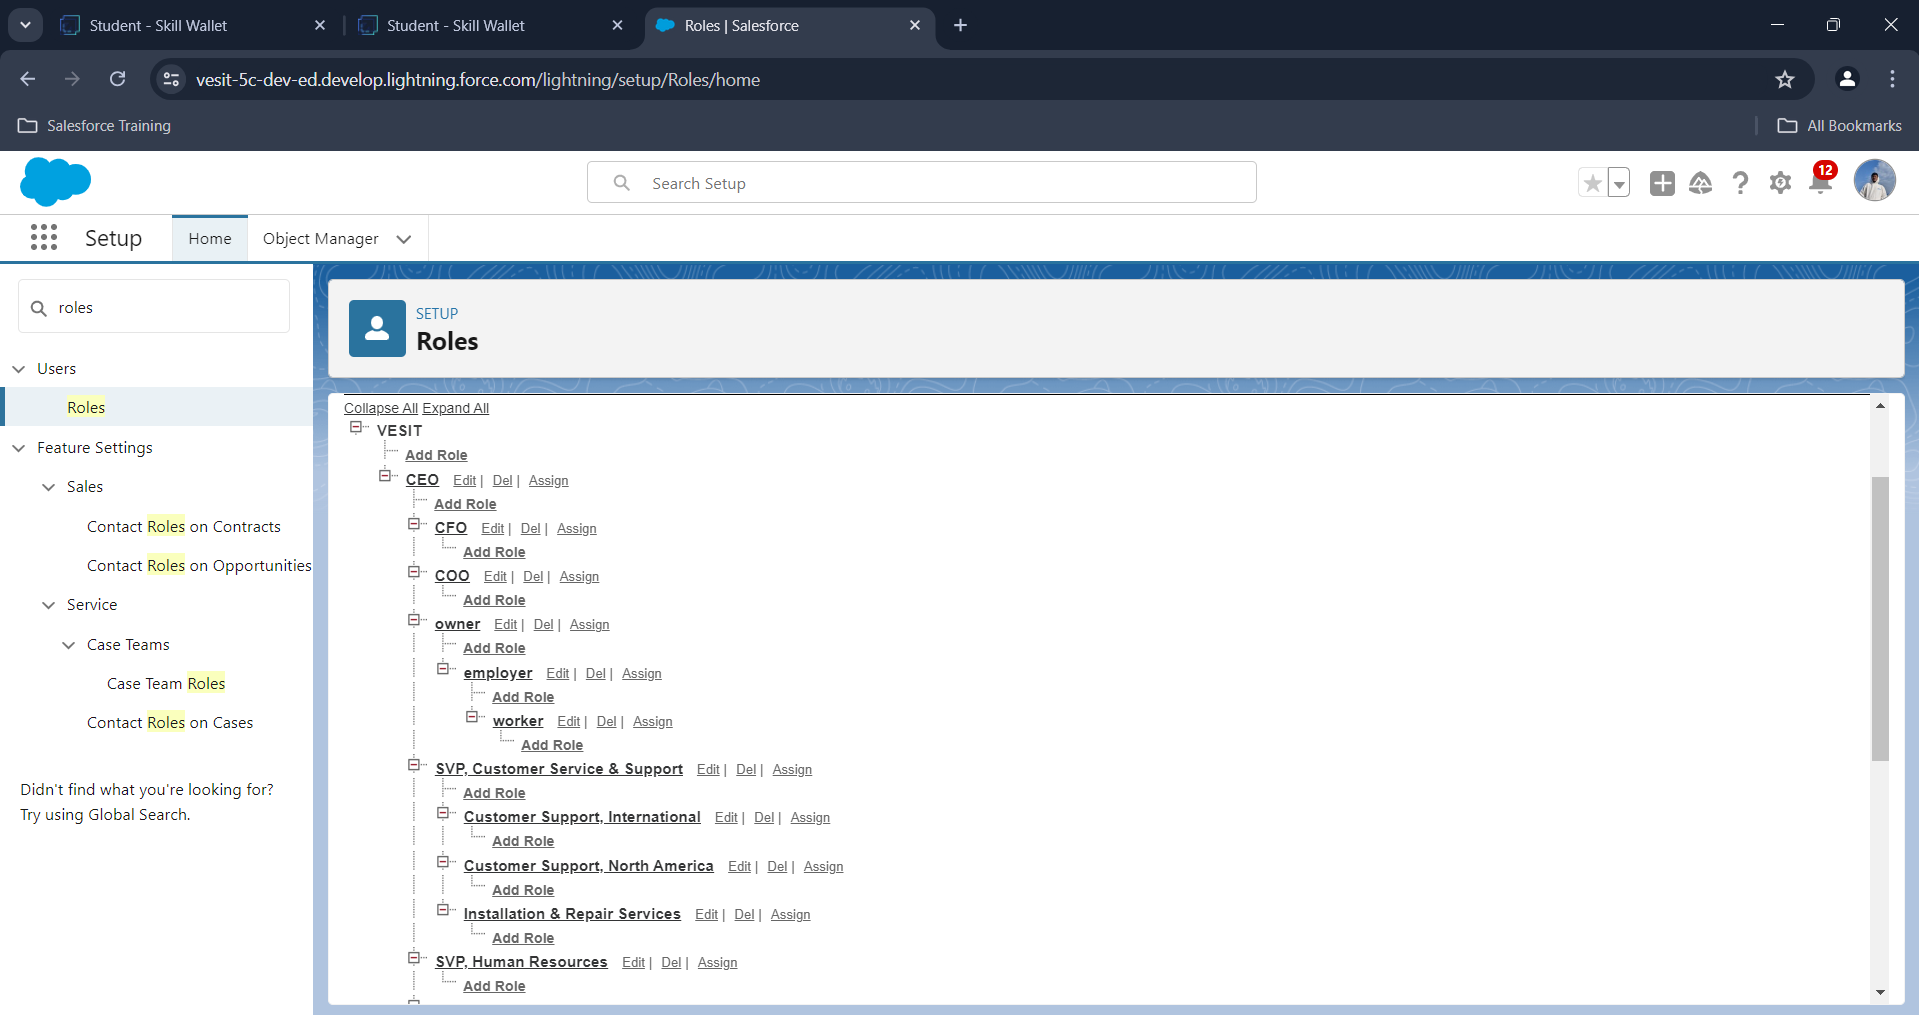 Student - Skill Wallet
Student - Skill Wallet
Roles | Salesforce
vesit-5c-dev-ed.develop.lightning.force.com/lightning/setup/Roles/home
Salesforce Training
All Bookmarks
Search Setup
12
Setup
Home
Object Manager
roles
Users
Roles
Feature Settings
Sales
Contact Roles on Contracts
Contact Roles on Opportunities
Service
Case Teams
Case Team Roles
Contact Roles on Cases
Didn't find what you're looking for?
Try using Global Search.
SETUP
Roles
Collapse All Expand All
VESIT
Add Role
CEO Edit | Del | Assign
Add Role
CFO Edit | Del | Assign
Add Role
COO Edit | Del | Assign
Add Role
owner Edit | Del | Assign
Add Role
employer Edit | Del | Assign
Add Role
worker Edit | Del | Assign
Add Role
SVP, Customer Service & Support Edit | Del | Assign
Add Role
Customer Support, International Edit | Del | Assign
Add Role
Customer Support, North America Edit | Del | Assign
Add Role
Installation & Repair Services Edit | Del | Assign
Add Role
SVP, Human Resources Edit | Del | Assign
Add Role